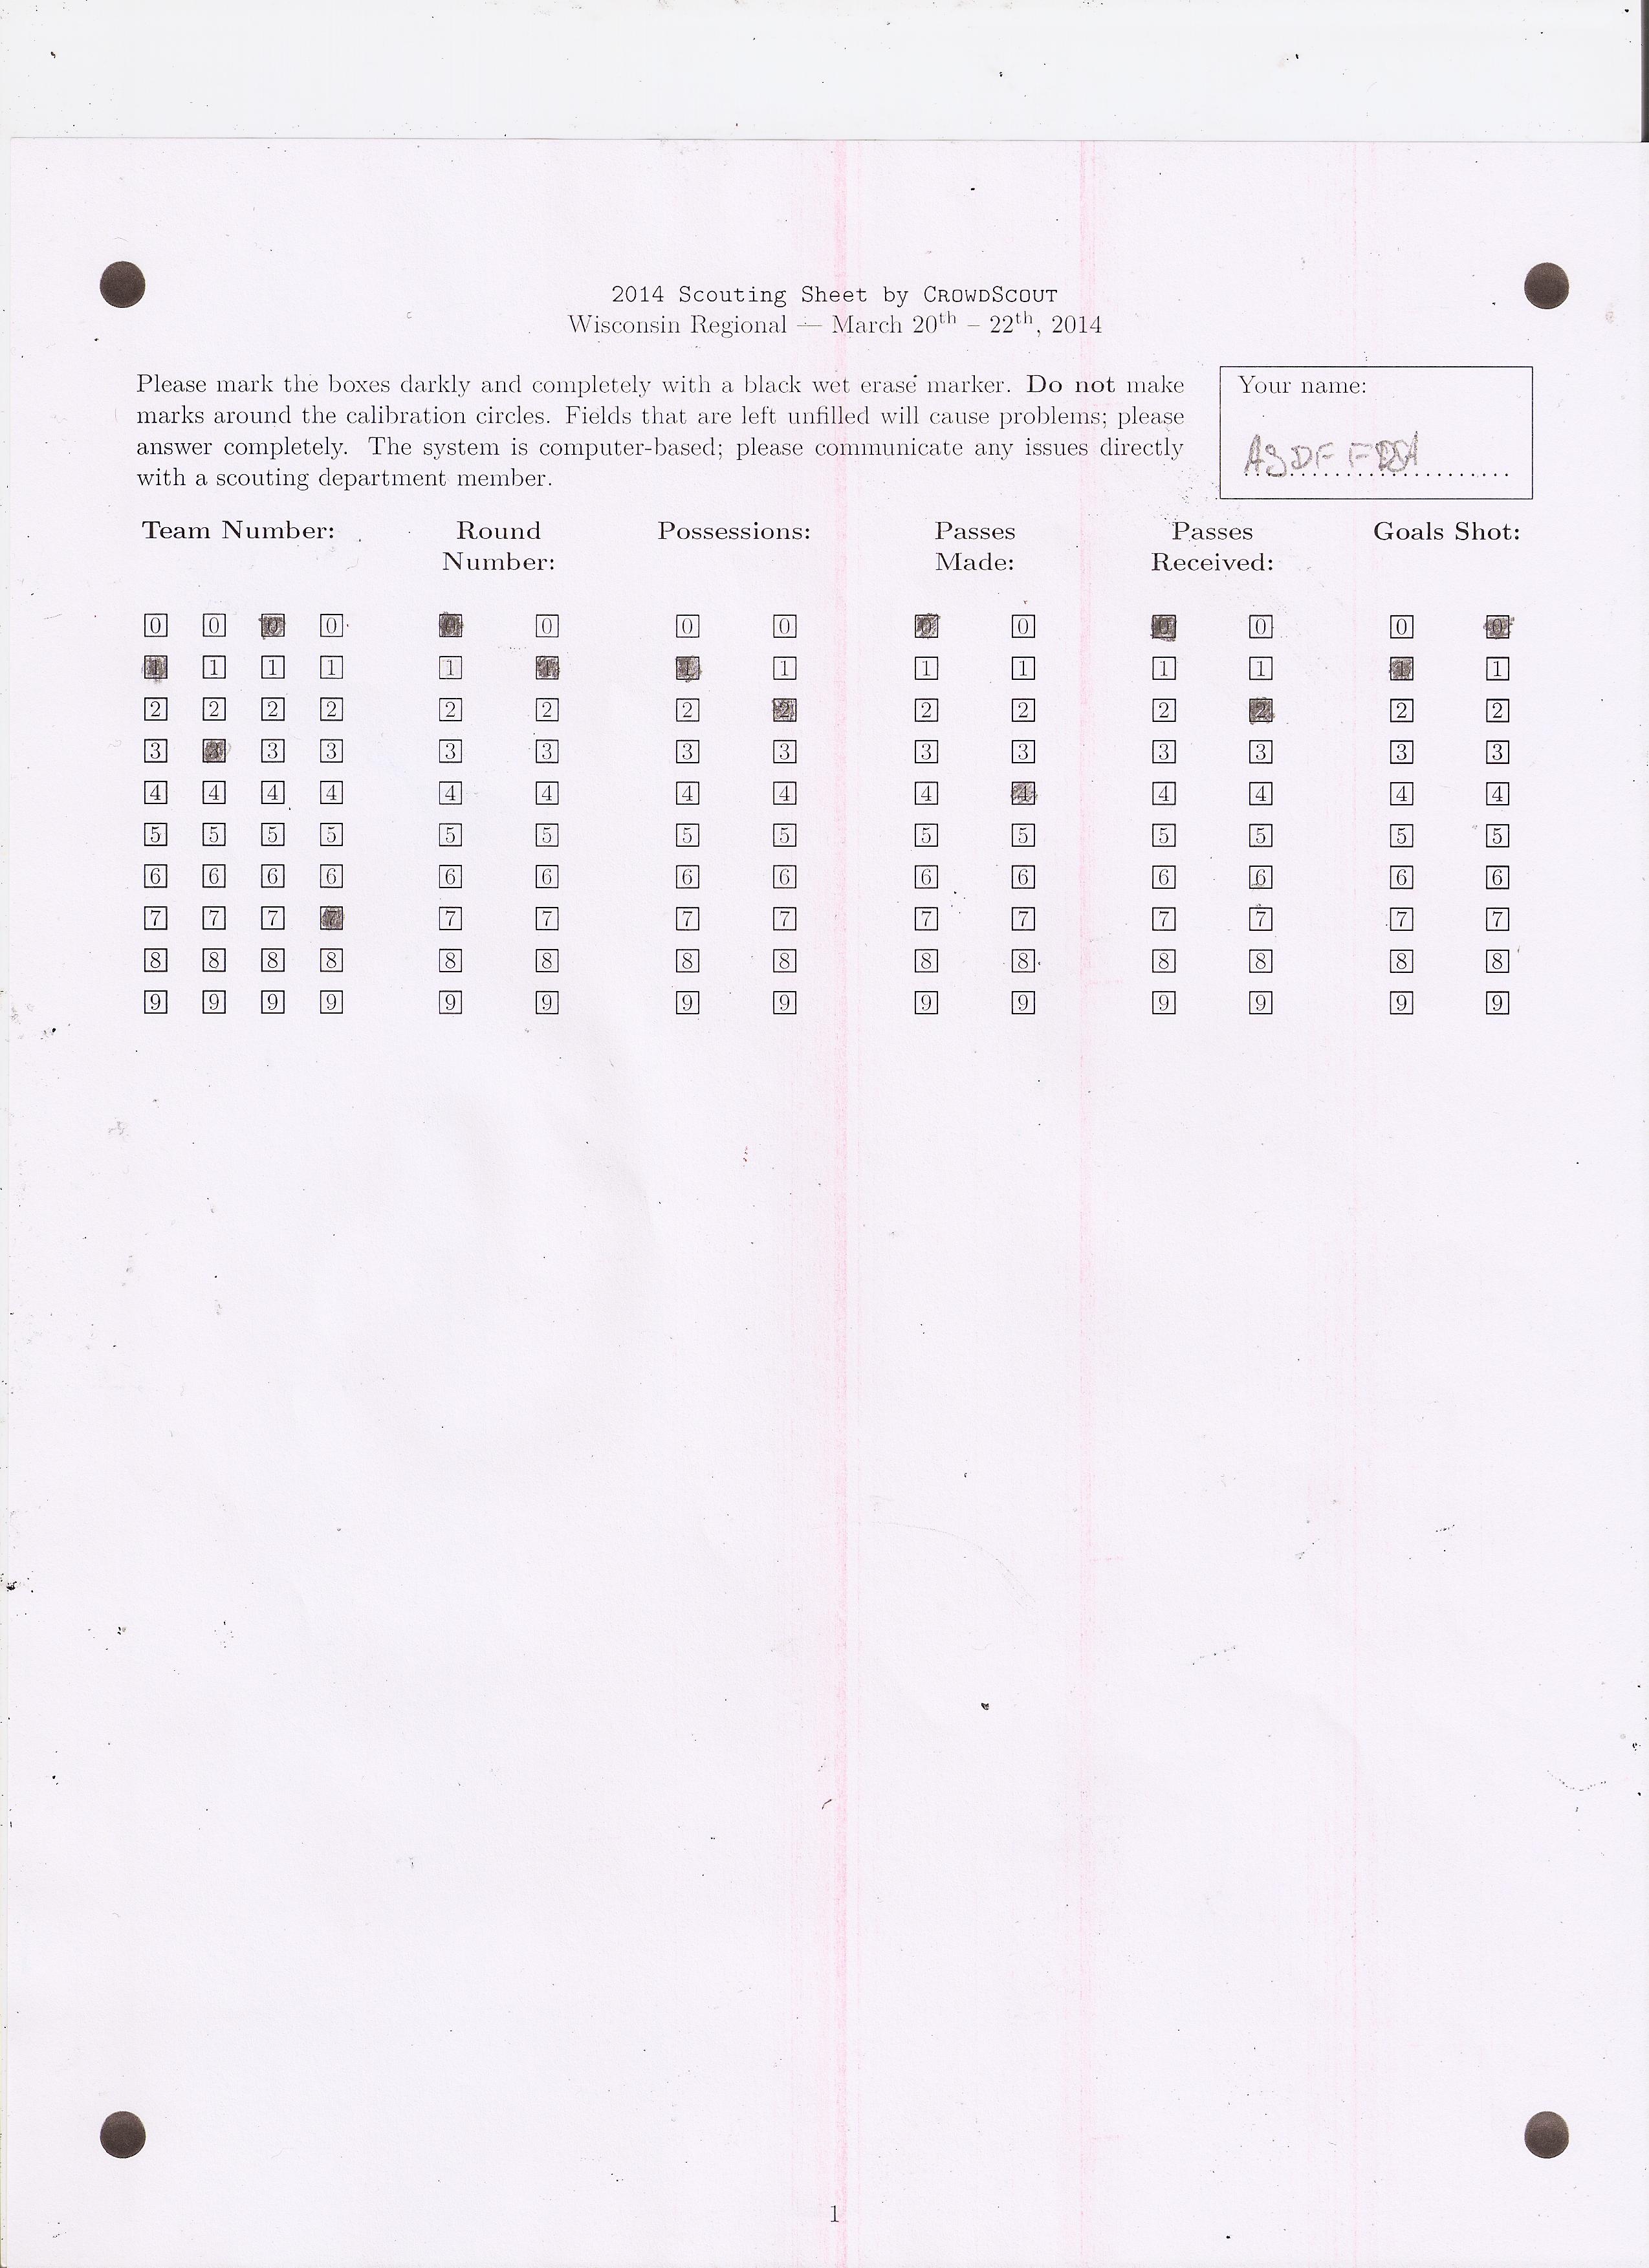 2014 Scouting Sheet by CROWDSCOUT
Wisconsin Regional — March 20th – 22th, 2014
Please mark the boxes darkly and completely with a black wet erase marker. Do not make
marks around the calibration circles. Fields that are left unfilled will cause problems; please
answer completely. The system is computer-based; please communicate any issues directly
with a scouting department member.
Your name:
ASDF
Team Number: Round Number: Possessions: Passes Made: Passes Received: Goals Shot:
0 0 0 0 0 0 0 0 0 0 0 0 0 0
1 1 1 1 1 1 1 1 1 1 1 1 1 1
2 2 2 2 2 2 2 2 2 2 2 2 2 2
3 3 3 3 3 3 3 3 3 3 3 3 3 3
4 4 4 4 4 4 4 4 4 4 4 4 4 4
5 5 5 5 5 5 5 5 5 5 5 5 5 5
6 6 6 6 6 6 6 6 6 6 6 6 6 6
7 7 7 7 7 7 7 7 7 7 7 7 7 7
8 8 8 8 8 8 8 8 8 8 8 8 8 8
9 9 9 9 9 9 9 9 9 9 9 9 9 9
1